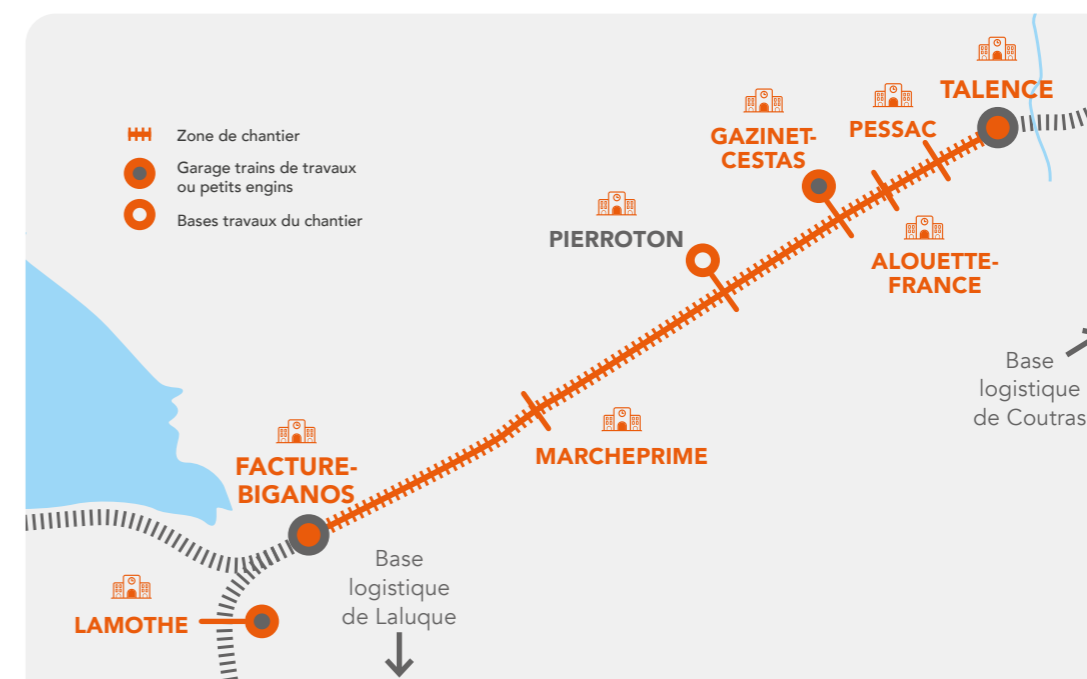 Zone de chantier
Garage trains de travaux
ou petits engins
Bases travaux du chantier
TALENCE
PESSAC
GAZINET-
CESTAS
ALOUETTE-
FRANCE
PIERROTON
Base
logistique
de Coutras
MARCHEPRIME
FACTURE-
BIGANOS
Base
logistique
de Laluque
LAMOTHE